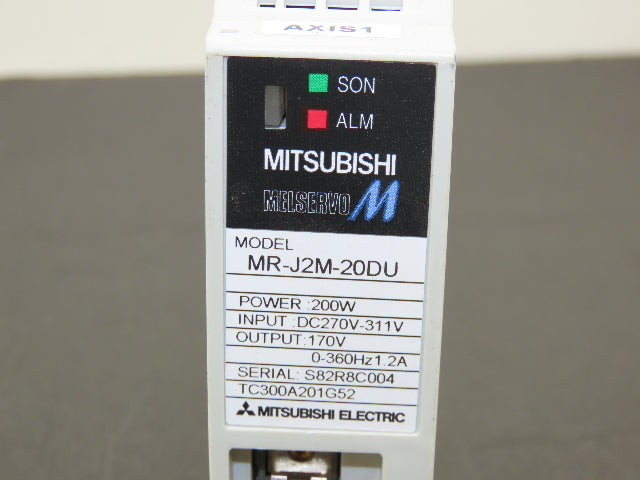 AXIS1
SON
ALM
MITSUBISHI
MELSERVO M
MODEL
MR-J2M-20DU
POWER :200W
INPUT :DC270V-311V
OUTPUT:170V
0-360Hz1.2A
SERIAL: S82R8C004
TC300A201G52
MITSUBISHI ELECTRIC